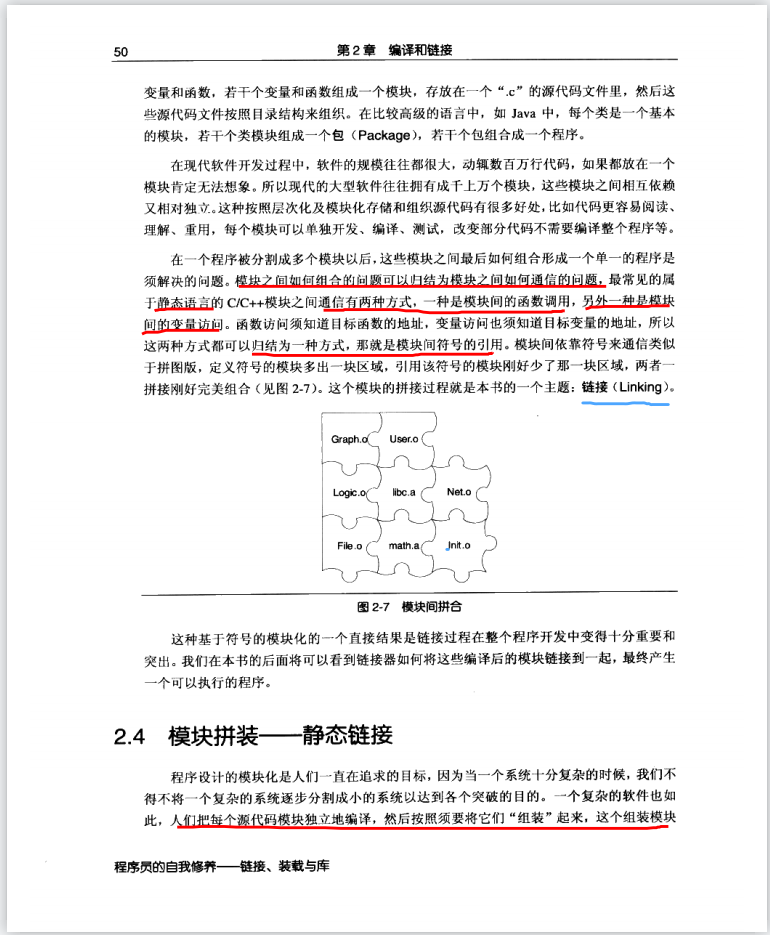 50
第 2 章 编译和链接
变量和函数，若干个变量和函数组成一个模块，存放在一个“.c”的源代码文件里，然后这
些源代码文件按照目录结构来组织。在比较高级的语言中，如 Java 中，每个类是一个基本
的模块，若干个类模块组成一个包（Package），若干个包组合成一个程序。
在现代软件开发过程中，软件的规模往往都很大，动辄数百万行代码，如果都放在一个
模块肯定无法想象。所以现代的大型软件往往拥有成千上万个模块，这些模块之间相互依赖
又相对独立。这种按照层次化及模块化存储和组织源代码有很多好处，比如代码更容易阅读、
理解、重用，每个模块可以单独开发、编译、测试，改变部分代码不需要编译整个程序等。
在一个程序被分割成多个模块以后，这些模块之间最后如何组合形成一个单一的程序是
须解决的问题。模块之间如何组合的问题可以归结为模块之间如何通信的问题，最常见的属
于静态语言的 C/C++模块之间通信有两种方式，一种是模块间的函数调用，另外一种是模块
间的变量访问。函数访问须知道目标函数的地址，变量访问也须知道目标变量的地址，所以
这两种方式都可以归结为一种方式，那就是模块间符号的引用。模块间依靠符号来通信类似
于拼图版，定义符号的模块多出一块区域，引用该符号的模块刚好少了那一块区域，两者一
拼接刚好完美组合（见图 2-7）。这个模块的拼接过程就是本书的一个主题：链接（Linking）。
Graph.o User.o
Logic.o libc.a Net.o
File.o math.a Init.o
图 2-7 模块间拼合
这种基于符号的模块化的一个直接结果是链接过程在整个程序开发中变得十分重要和
突出。我们在本书的后面将可以看到链接器如何将这些编译后的模块链接到一起，最终产生
一个可以执行的程序。
2.4 模块拼装——静态链接
程序设计的模块化是人们一直在追求的目标，因为当一个系统十分复杂的时候，我们不
得不将一个复杂的系统逐步分割成小的系统以达到各个突破的目的。一个复杂的软件也如
此，人们把每个源代码模块独立地编译，然后按照须要将它们“组装”起来，这个组装模块
程序员的自我修养——链接、装载与库